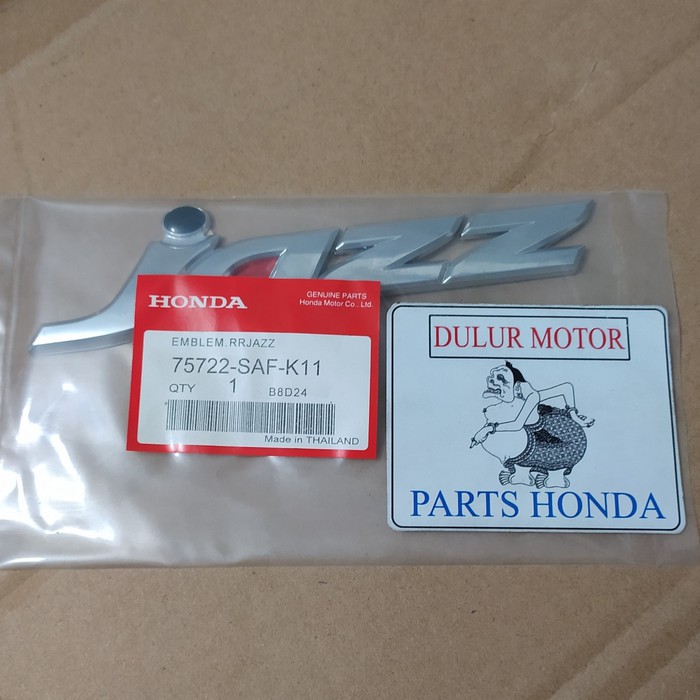 Jazz
HONDA
GENUINE PARTS
Honda Motor Co., Ltd.
EMBLEM.RRJAZZ
75722-SAF-K11
QTY 1 B8D24
Made in THAILAND
DULUR MOTOR
PARTS HONDA